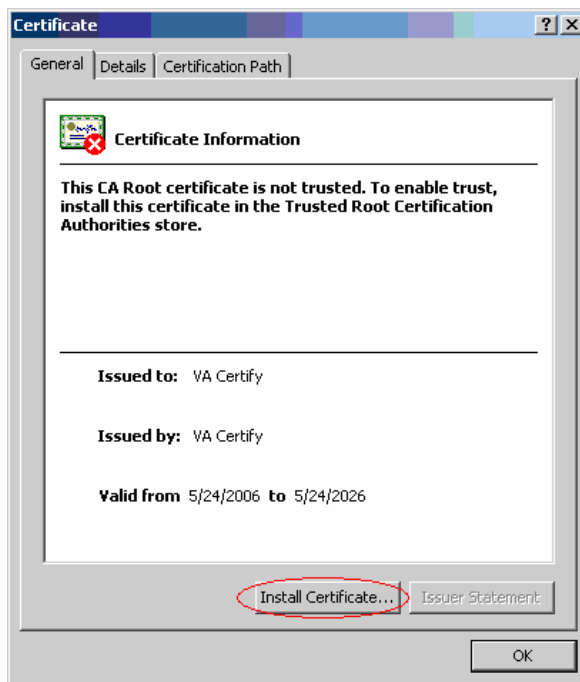 Certificate
General Details Certification Path
Certificate Information
This CA Root certificate is not trusted. To enable trust,
install this certificate in the Trusted Root Certification
Authorities store.
Issued to: VA Certify
Issued by: VA Certify
Valid from 5/24/2006 to 5/24/2026
Install Certificate... Issuer Statement
OK